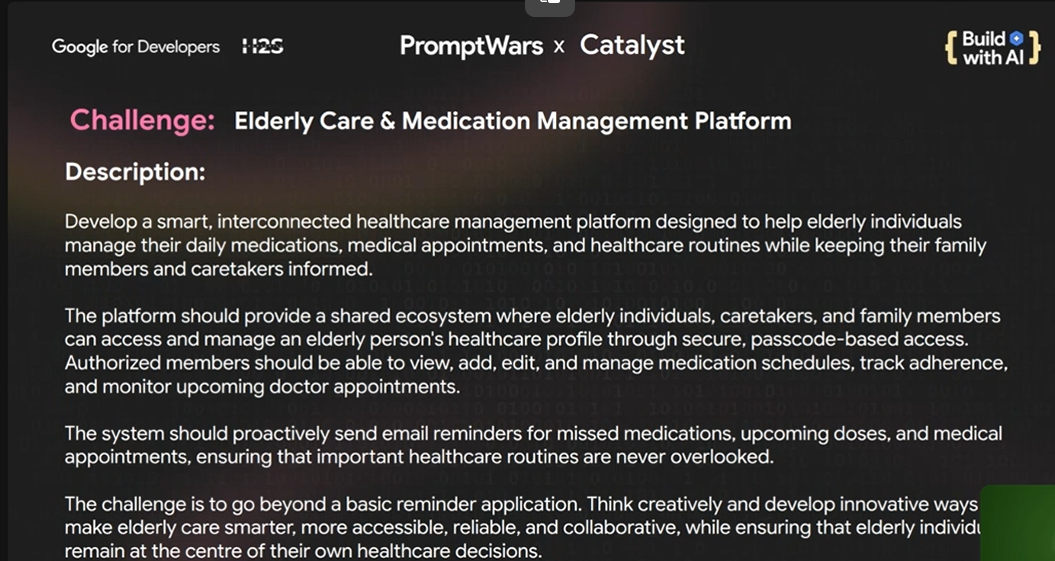 Google for Developers H2S PromptWars x Catalyst Build with AI
Challenge: Elderly Care & Medication Management Platform
Description:
Develop a smart, interconnected healthcare management platform designed to help elderly individuals
manage their daily medications, medical appointments, and healthcare routines while keeping their family
members and caretakers informed.
The platform should provide a shared ecosystem where elderly individuals, caretakers, and family members
can access and manage an elderly person's healthcare profile through secure, passcode-based access.
Authorized members should be able to view, add, edit, and manage medication schedules, track adherence,
and monitor upcoming doctor appointments.
The system should proactively send email reminders for missed medications, upcoming doses, and medical
appointments, ensuring that important healthcare routines are never overlooked.
The challenge is to go beyond a basic reminder application. Think creatively and develop innovative ways
make elderly care smarter, more accessible, reliable, and collaborative, while ensuring that elderly
remain at the centre of their own healthcare decisions.